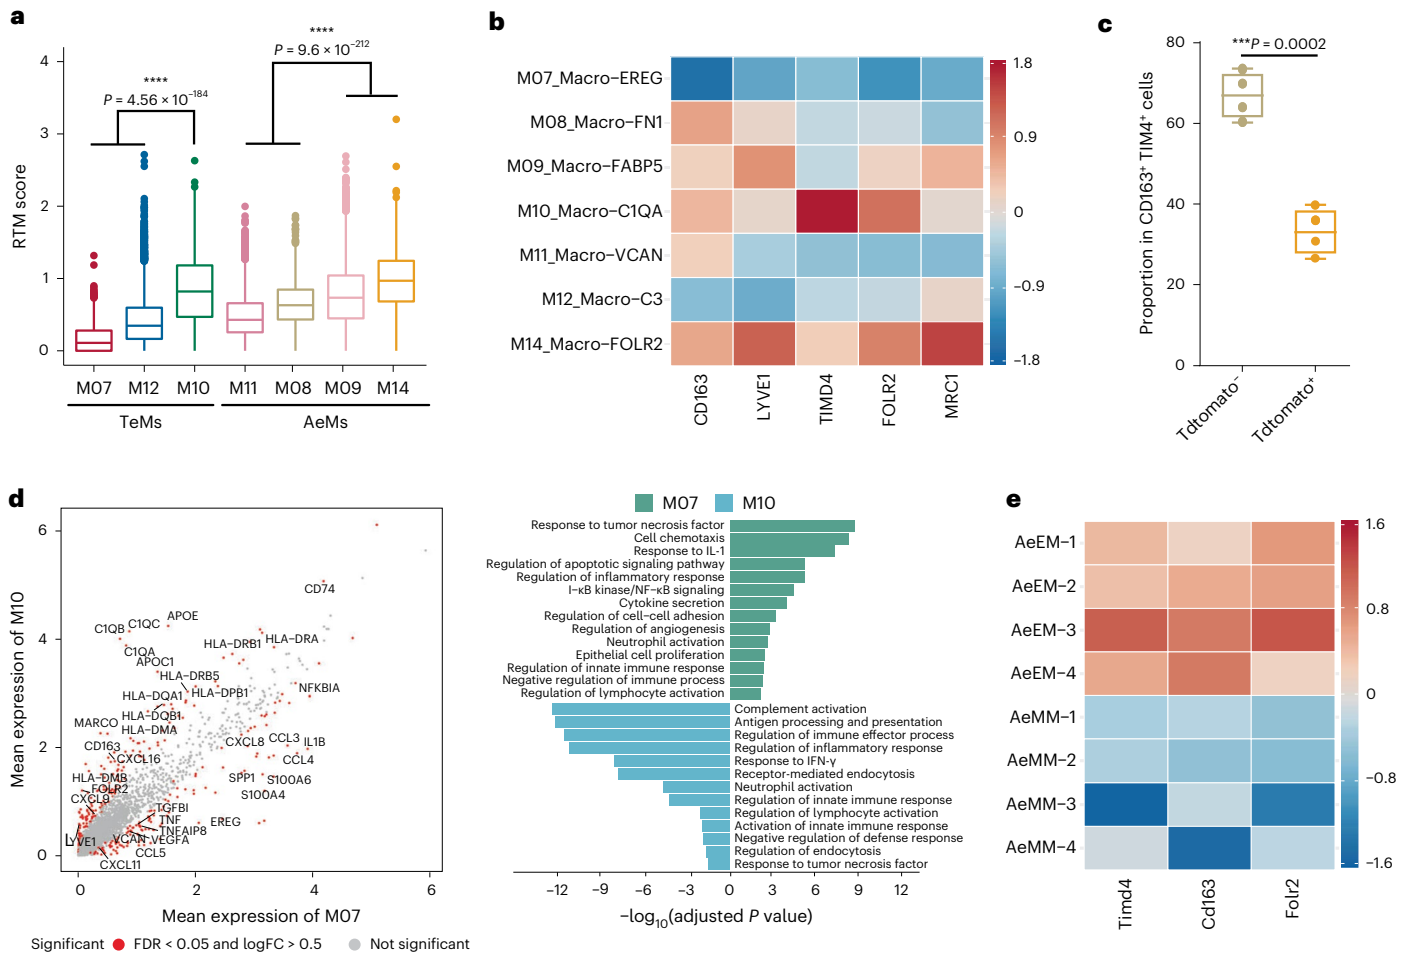 a
RTM score
4
3
2
1
0
****
P = 4.56 × 10⁻¹⁸⁴
****
P = 9.6 × 10⁻²¹²
M07 M12 M10 M11 M08 M09 M14
TeMs AeMs
b
M07_Macro−EREG
M08_Macro−FN1
M09_Macro−FABP5
M10_Macro−C1QA
M11_Macro−VCAN
M12_Macro−C3
M14_Macro−FOLR2
CD163 LYVE1 TIMD4 FOLR2 MRC1
1.8
0.9
0
−0.9
−1.8
c
Proportion in CD163⁺ TIM4⁺ cells
80
60
40
20
0
***P = 0.0002
Tdtomato⁻ Tdtomato⁺
d
Mean expression of M10
6
4
2
0
CD74
APOE
C1QC
C1QB
C1QA
APOC1
HLA−DRB1
HLA−DRA
HLA−DRB5
HLA−DQA1
HLA−DPB1
NFKBIA
HLA−DQB1
MARCO
HLA−DMA
CD163
CXCL16
CXCL8
CCL3
IL1B
CCL4
HLA−DMB
FOLR2
SPP1
S100A6
CXCL9
S100A4
TGFBI
TNF
EREG
TNFAIP8
LYVE1
VCAN
VEGFA
CCL5
CXCL11
0 2 4 6
Mean expression of M07
Significant FDR < 0.05 and logFC > 0.5 Not significant
M07 M10
Response to tumor necrosis factor
Cell chemotaxis
Response to IL-1
Regulation of apoptotic signaling pathway
Regulation of inflammatory response
I−κB kinase/NF−κB signaling
Cytokine secretion
Regulation of cell−cell adhesion
Regulation of angiogenesis
Neutrophil activation
Epithelial cell proliferation
Regulation of innate immune response
Negative regulation of immune process
Regulation of lymphocyte activation
Complement activation
Antigen processing and presentation
Regulation of immune effector process
Regulation of inflammatory response
Response to IFN-γ
Receptor-mediated endocytosis
Neutrophil activation
Regulation of innate immune response
Regulation of lymphocyte activation
Activation of innate immune response
Negative regulation of defense response
Regulation of endocytosis
Response to tumor necrosis factor
−12 −9 −6 −3 0 3 6 9 12
−log₁₀(adjusted P value)
e
AeEM−1
AeEM−2
AeEM−3
AeEM−4
AeMM−1
AeMM−2
AeMM−3
AeMM−4
Timd4 Cd163 Folr2
1.6
0.8
0
−0.8
−1.6